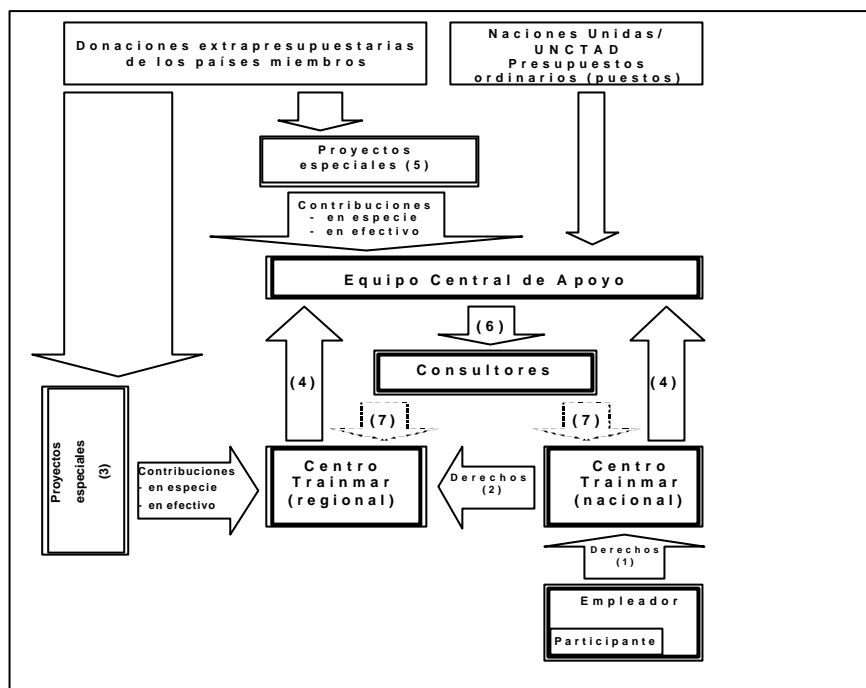 Donaciones extrapresupuestarias
de los países miembros
Naciones Unidas/
UNCTAD
Presupuestos
ordinarios (puestos)
Proyectos
especiales (5)
Contribuciones
- en especie
- en efectivo
Equipo Central de Apoyo
(6)
Consultores
(4)
(4)
(7)
(7)
Proyectos
especiales
(3)
Contribuciones
- en especie
- en efectivo
Centro
Trainmar
(regional)
Derechos
(2)
Centro
Trainmar
(nacional)
Derechos
(1)
Empleador
Participante